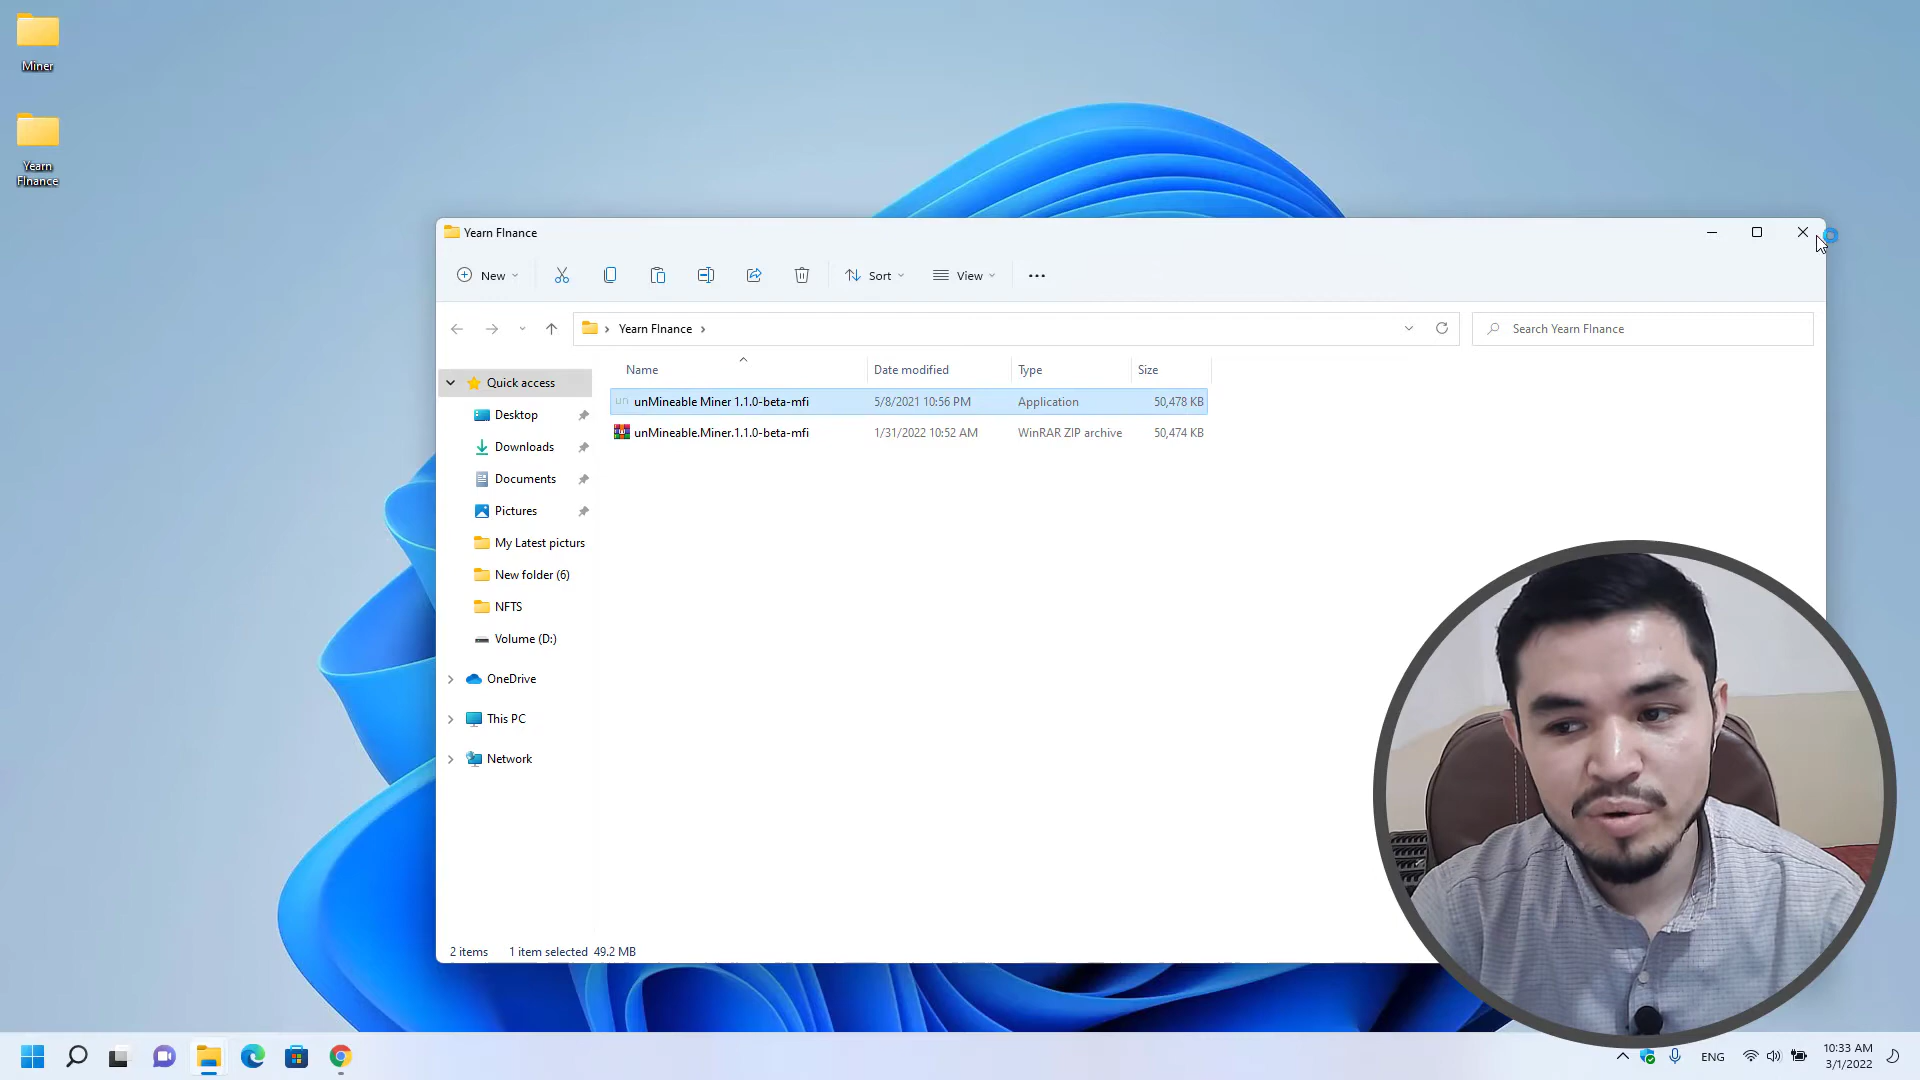 Miner
Yearn
FInance
Yearn FInance
New
Sort
View
Yearn FInance
Search Yearn FInance
Name
Date modified
Type
Size
Quick access
unMineable Miner 1.1.0-beta-mfi
5/8/2021 10:56 PM
Application
50,478 KB
Desktop
unMineable.Miner.1.1.0-beta-mfi
1/31/2022 10:52 AM
WinRAR ZIP archive
50,474 KB
Downloads
Documents
Pictures
My Latest picturs
New folder (6)
NFTS
Volume (D:)
OneDrive
This PC
Network
2 items
1 item selected 49.2 MB
ENG
10:33 AM
3/1/2022